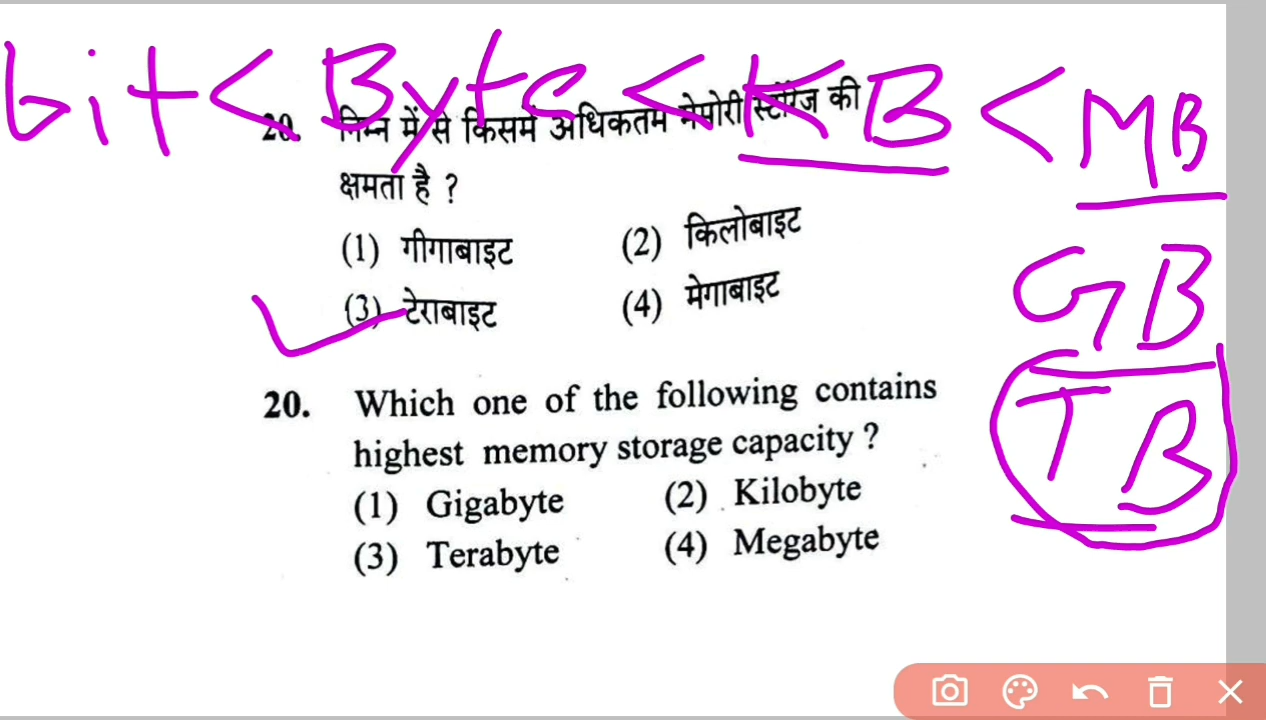 bit < Byte < KB < MB
20. निम्न में से किसमें अधिकतम मेमोरी स्टोरेज की
क्षमता है ?
(1) गीगाबाइट (2) किलोबाइट
(3) टेराबाइट (4) मेगाबाइट
GB
TB
20. Which one of the following contains
highest memory storage capacity ?
(1) Gigabyte (2) Kilobyte
(3) Terabyte (4) Megabyte